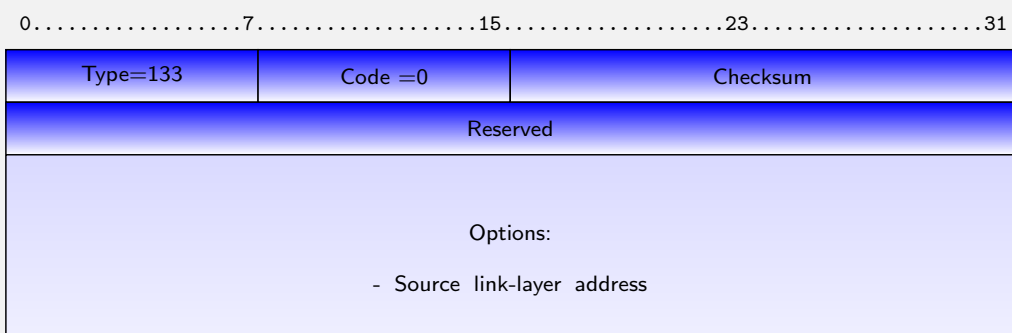 0..................7...................15...................23....................31
Type=133 Code =0 Checksum
Reserved
Options:
- Source link-layer address